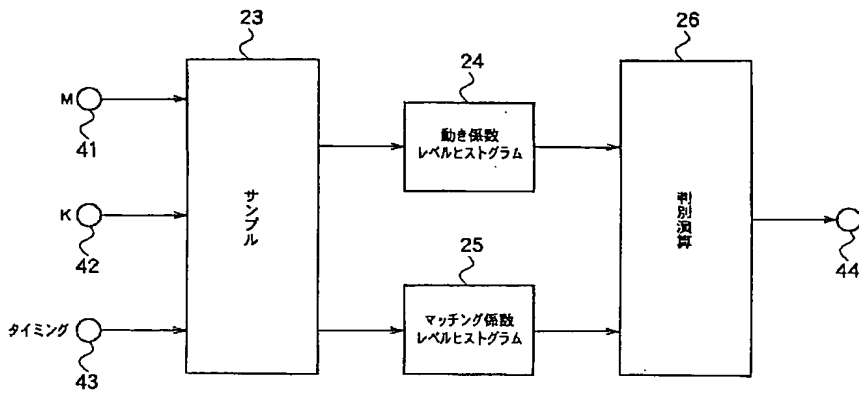 23
M
41
K
42
タイミング
43
サンプル
24
動き係数
レベルヒストグラム
25
マッチング係数
レベルヒストグラム
26
判別演算
44